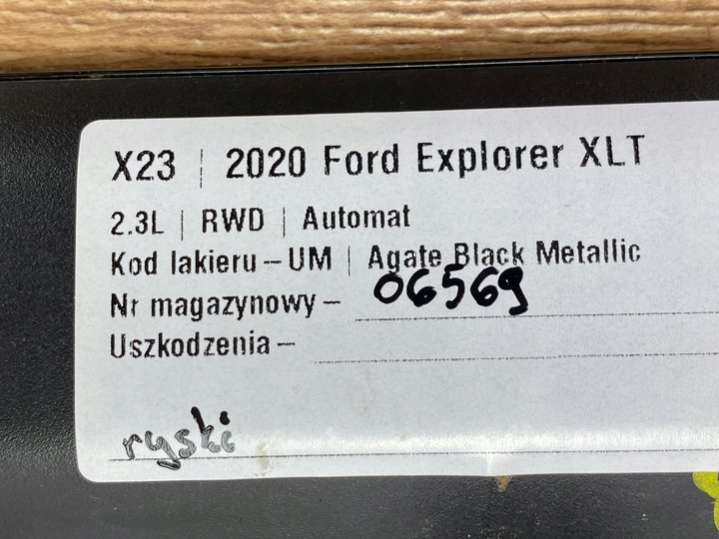 X23 | 2020 Ford Explorer XLT
2.3L | RWD | Automat
Kod lakieru – UM | Agate Black Metallic
Nr magazynowy – 06569
Uszkodzenia –
ryski